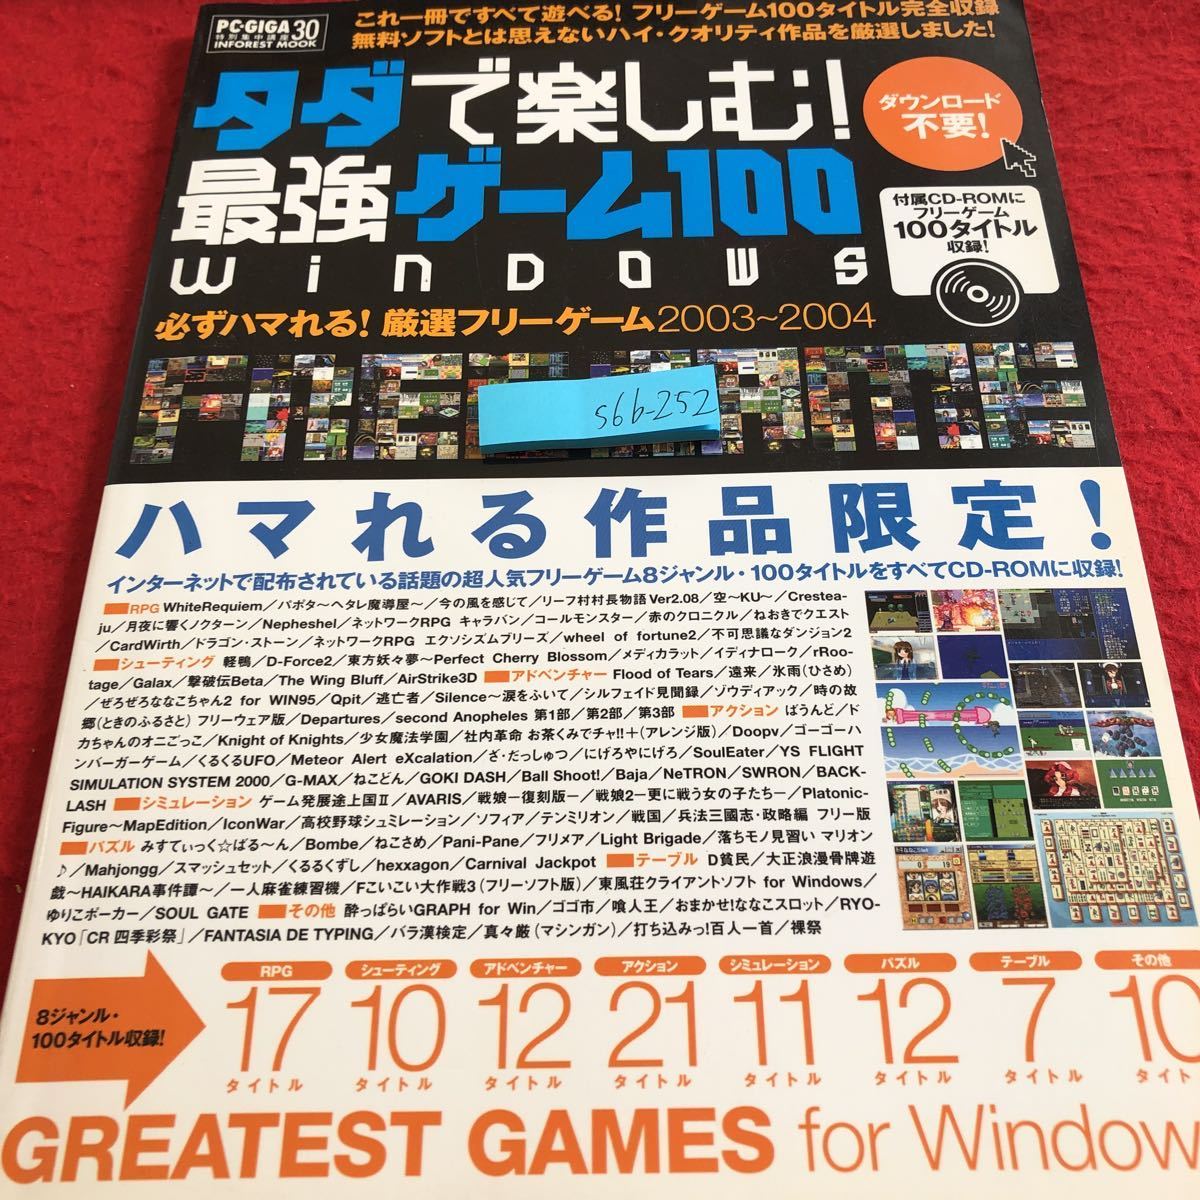 PC·GIGA
特別集中講座
30
INFOREST MOOK
これ一冊ですべて遊べる! フリーゲーム100タイトル完全収録
無料ソフトとは思えないハイ・クオリティ作品を厳選しました!
タダで楽しむ!
最強ゲーム100
WiNDOWS
ダウンロード
不要!
付属CD-ROMに
フリーゲーム
100タイトル
収録!
必ずハマれる! 厳選フリーゲーム2003~2004
S66-252
ハマれる作品限定!
インターネットで配布されている話題の超人気フリーゲーム8ジャンル・100タイトルをすべてCD-ROMに収録!
RPG WhiteRequiem/パポタ〜ヘタレ魔導屋〜/今の風を感じて/リーフ村村長物語Ver2.08/空〜KU〜/Crestea-
ju/月夜に響くノクターン/Nepheshel/ネットワークRPG キャラバン/コールモンスター/赤のクロニクル/ねおきでクエスト
/CardWirth/ドラゴン・ストーン/ネットワークRPG エクソシズムブリーズ/wheel of fortune2/不可思議なダンジョン2
シューティング 軽鴨/D-Force2/東方妖々夢〜Perfect Cherry Blossom/メディカラット/イディナローク/rRoo-
tage/Galax/撃破伝Beta/The Wing Bluff/AirStrike3D アドベンチャー Flood of Tears/遠来/氷雨(ひさめ)
/ぜろぜろななこちゃん2 for WIN95/Qpit/逃亡者/Silence〜涙をふいて/シルフェイド見聞録/ゾウディアック/時の故
郷(ときのふるさと) フリーウェア版/Departures/second Anopheles 第1部/第2部/第3部 アクション ばうんど/ド
カちゃんのオニごっこ/Knight of Knights/少女魔法学園/社内革命 お茶くみでチャ!!+(アレンジ版)/Doopv/ゴーゴーハ
ンバーガーゲーム/くるくるUFO/Meteor Alert eXcalation/ざ・だっしゅつ/にげろやにげろ/SoulEater/YS FLIGHT
SIMULATION SYSTEM 2000/G-MAX/ねこどん/GOKI DASH/Ball Shoot!/Baja/NeTRON/SWRON/BACK-
LASH シミュレーション ゲーム発展途上国Ⅱ/AVARIS/戦娘ー復刻版ー/戦娘2ー更に戦う女の子たちー/Platonic-
Figure〜MapEdition/IconWar/高校野球シュミレーション/ソフィア/テンミリオン/戦国/兵法三國志・政略編 フリー版
パズル みすてぃっく☆ばる〜ん/Bombe/ねこさめ/Pani-Pane/フリメア/Light Brigade/落ちモノ見習い マリオン
♪/Mahjongg/スマッシュセット/くるるくずし/hexxagon/Carnival Jackpot テーブル D貧民/大正浪漫骨牌遊
戯〜HAIKARA事件譚〜/一人麻雀練習機/Fこいこい大作戦3(フリーソフト版)/東風荘クライアントソフト for Windows/
ゆりこポーカー/SOUL GATE その他 酔っぱらいGRAPH for Win/ゴゴ市/喰人王/おまかせ!ななこスロット/RYO-
KYO「CR 四季彩祭」/FANTASIA DE TYPING/バラ漢検定/真々厳(マシンガン)/打ち込みっ!百人一首/裸祭
8ジャンル・
100タイトル収録!
RPG
17
タイトル
シューティング
10
タイトル
アドベンチャー
12
タイトル
アクション
21
タイトル
シミュレーション
11
タイトル
パズル
12
タイトル
テーブル
7
タイトル
その他
10
タイト
GREATEST GAMES for Window